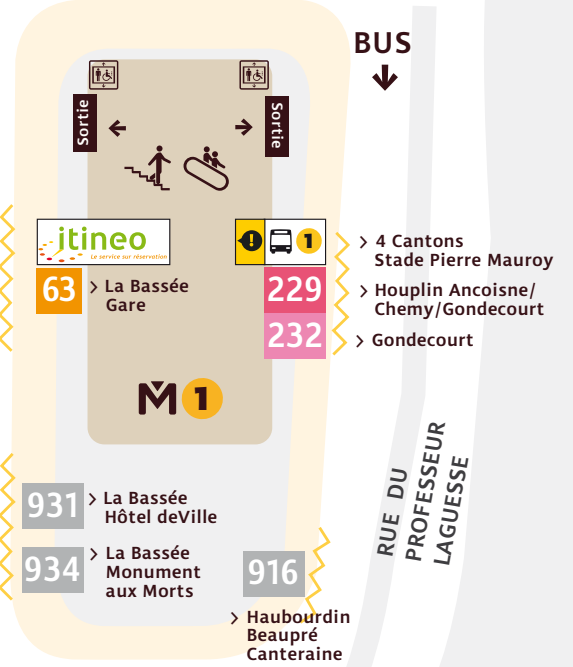 BUS
Sortie
Sortie
itineo
Le service sur réservation
1
> 4 Cantons
Stade Pierre Mauroy
63
> La Bassée
Gare
229
> Houplin Ancoisne/
Chemy/Gondecourt
232
> Gondecourt
M 1
RUE DU
PROFESSEUR
LAGUESSE
931
> La Bassée
Hôtel deVille
934
> La Bassée
Monument
aux Morts
916
> Haubourdin
Beaupré
Canteraine